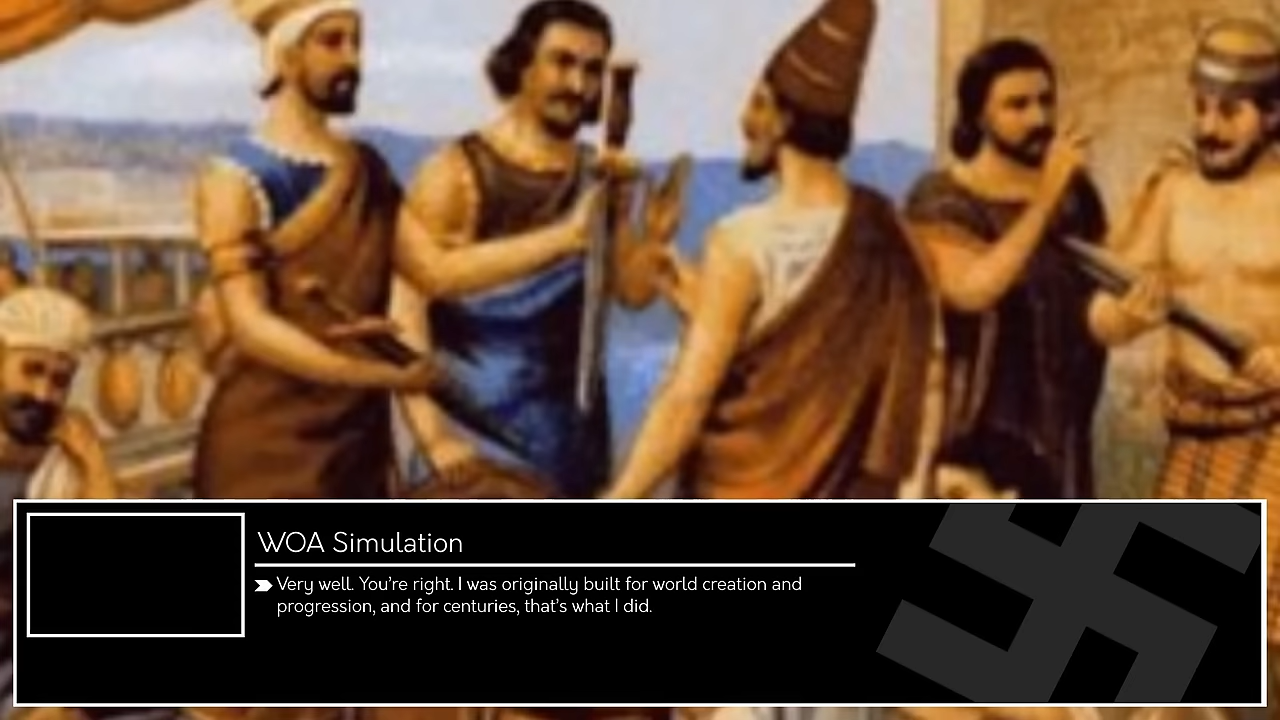 WOA Simulation
Very well. You're right. I was originally built for world creation and
progression, and for centuries, that's what I did.